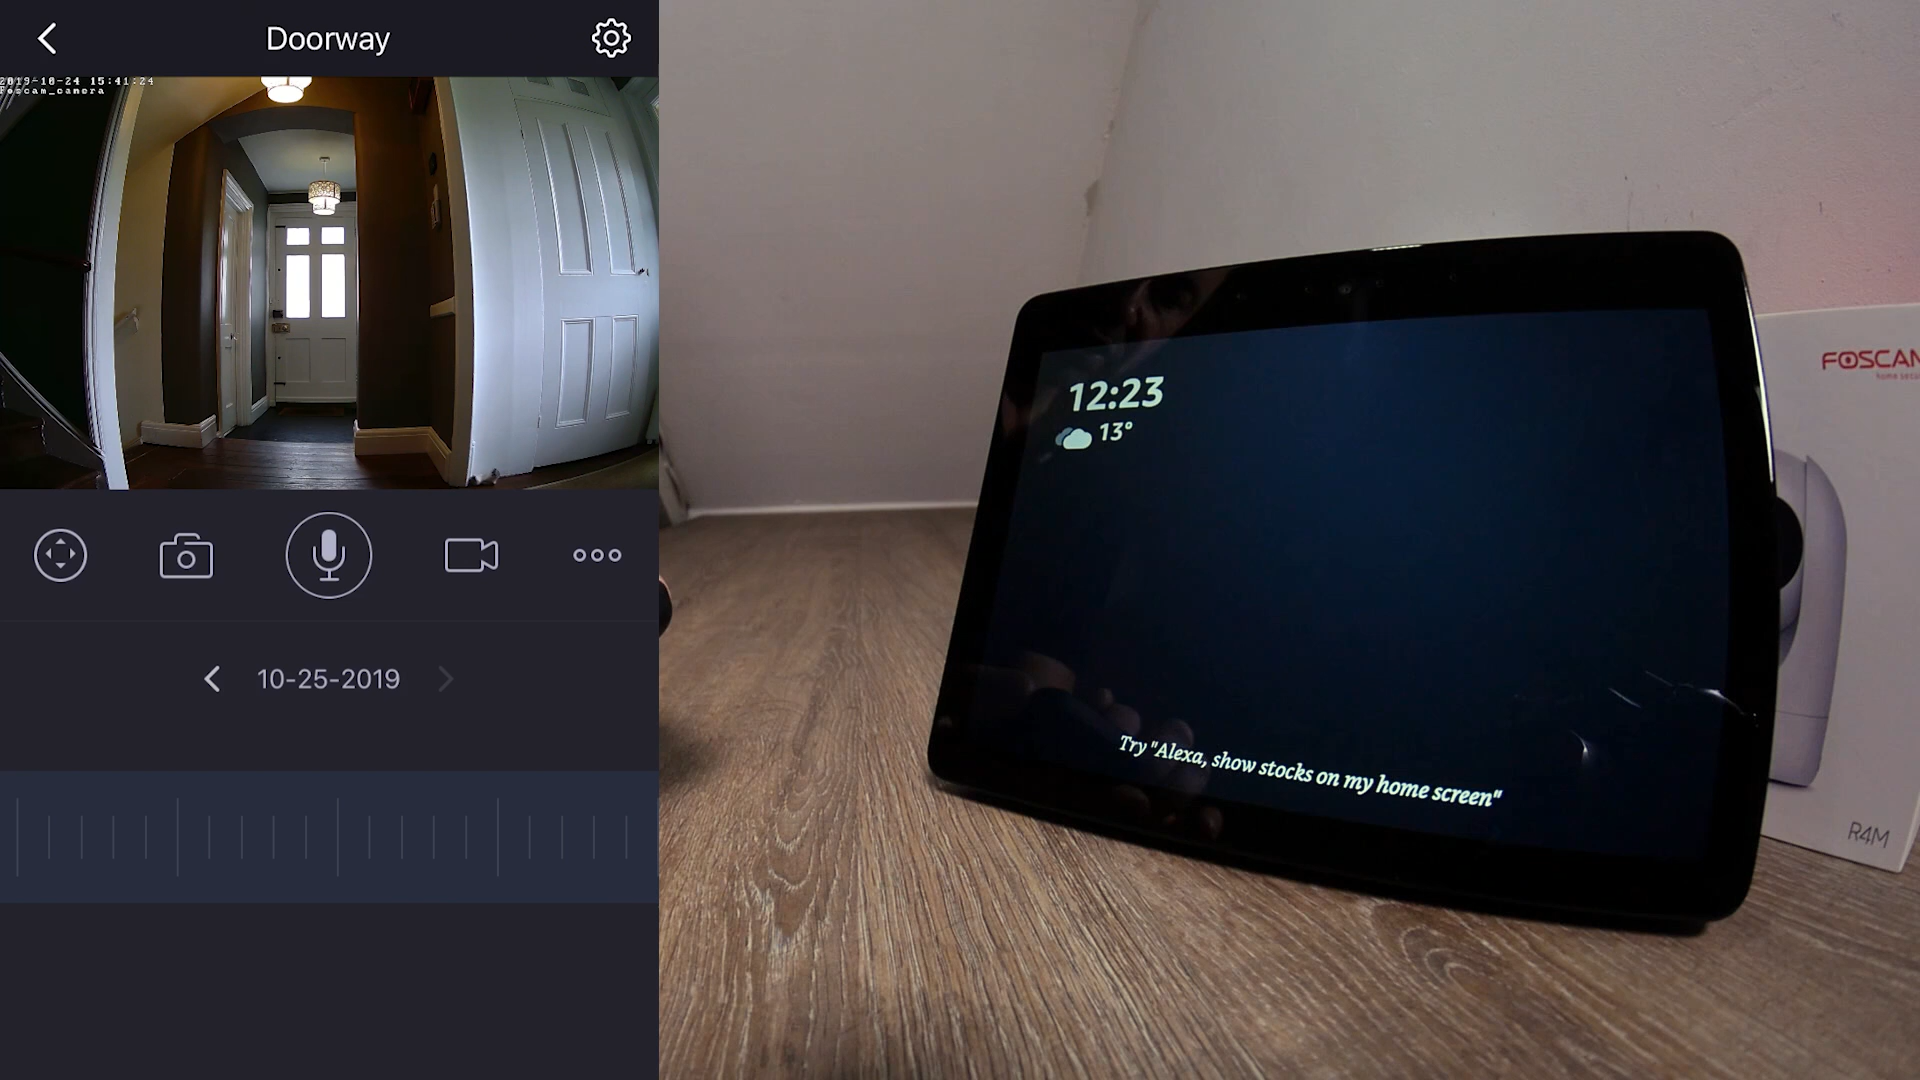 Doorway
2019-10-24 15:41:24
Foscam_camera
10-25-2019
12:23
13°
Try "Alexa, show stocks on my home screen"
FOSCAM
R4M